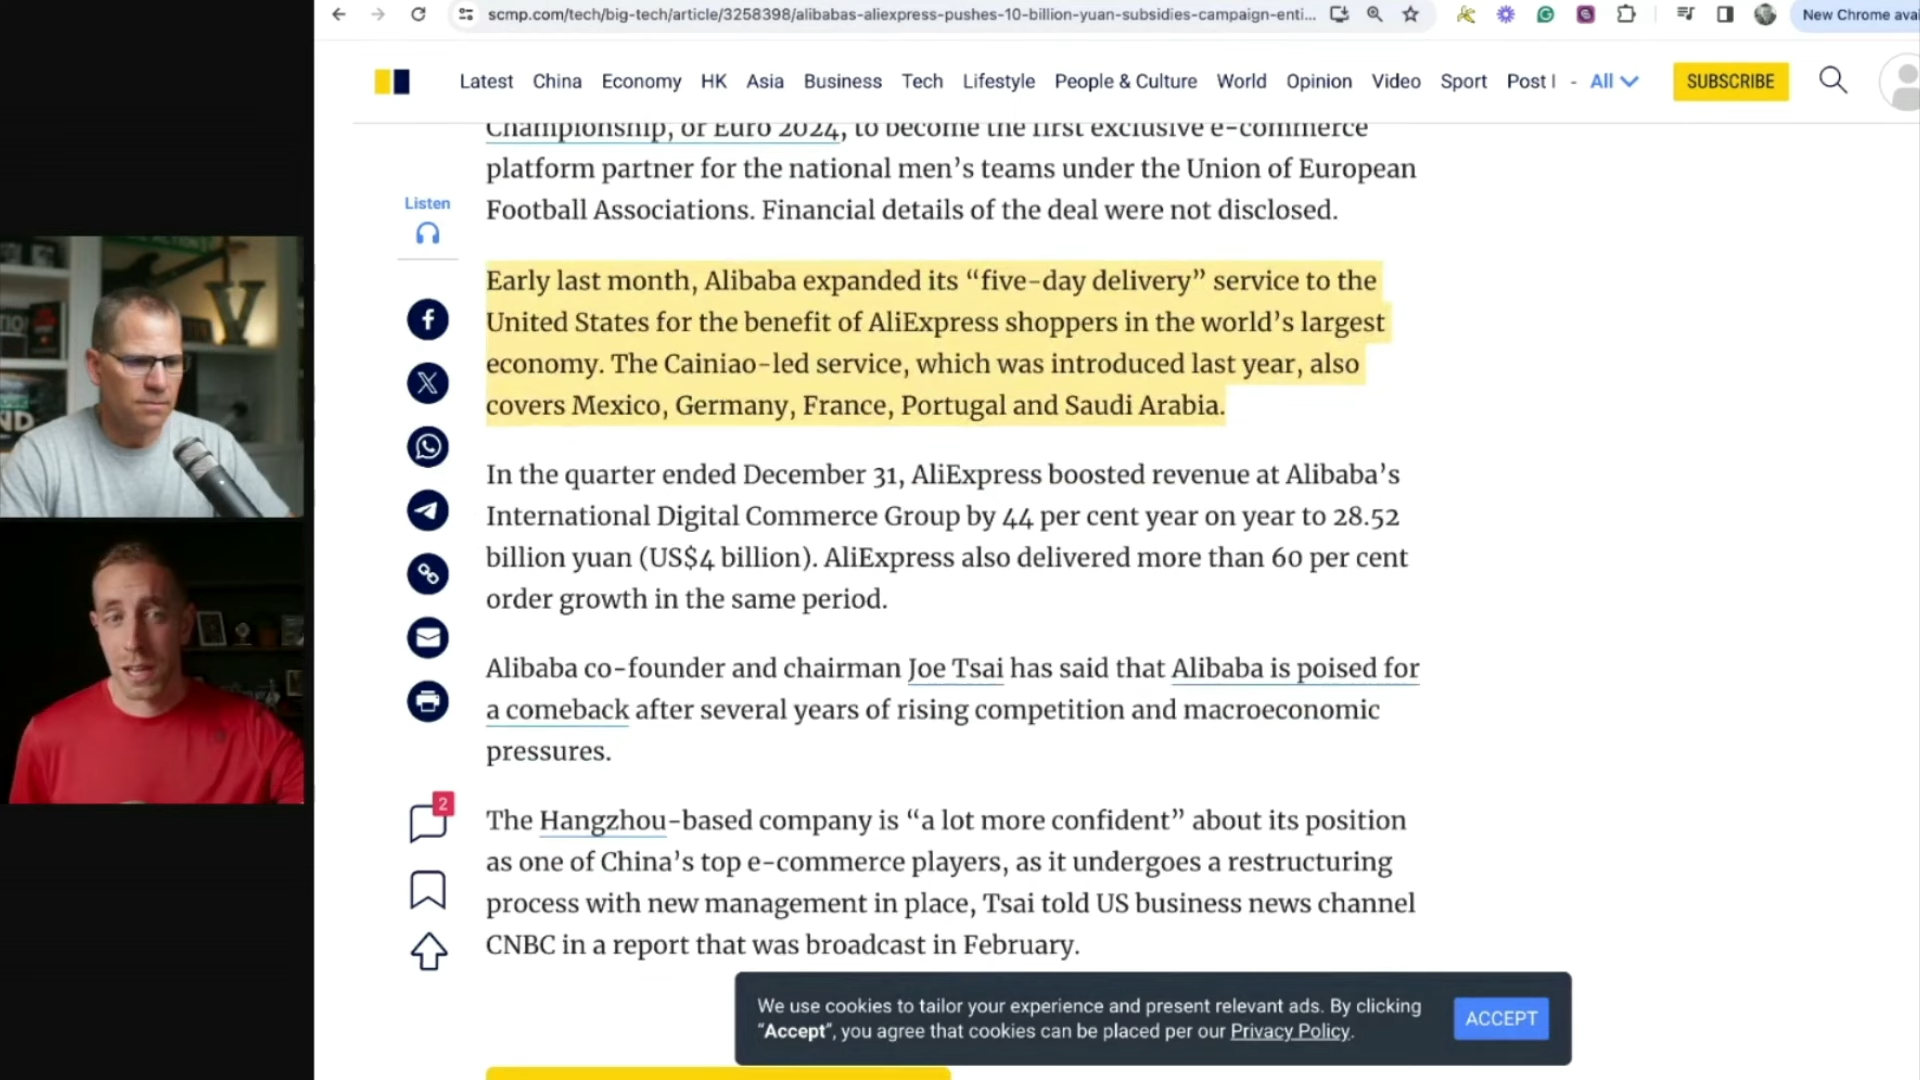 scmp.com/tech/big-tech/article/3258398/alibabas-aliexpress-pushes-10-billion-yuan-subsidies-campaign-enti...
New Chrome avai
Latest China Economy HK Asia Business Tech Lifestyle People & Culture World Opinion Video Sport Post I - All SUBSCRIBE
Championship, or Euro 2024, to become the first exclusive e-commerce
platform partner for the national men’s teams under the Union of European
Football Associations. Financial details of the deal were not disclosed.
Listen
Early last month, Alibaba expanded its “five-day delivery” service to the
United States for the benefit of AliExpress shoppers in the world’s largest
economy. The Cainiao-led service, which was introduced last year, also
covers Mexico, Germany, France, Portugal and Saudi Arabia.
In the quarter ended December 31, AliExpress boosted revenue at Alibaba’s
International Digital Commerce Group by 44 per cent year on year to 28.52
billion yuan (US$4 billion). AliExpress also delivered more than 60 per cent
order growth in the same period.
Alibaba co-founder and chairman Joe Tsai has said that Alibaba is poised for
a comeback after several years of rising competition and macroeconomic
pressures.
2
The Hangzhou-based company is “a lot more confident” about its position
as one of China’s top e-commerce players, as it undergoes a restructuring
process with new management in place, Tsai told US business news channel
CNBC in a report that was broadcast in February.
We use cookies to tailor your experience and present relevant ads. By clicking
“Accept”, you agree that cookies can be placed per our Privacy Policy.
ACCEPT
V